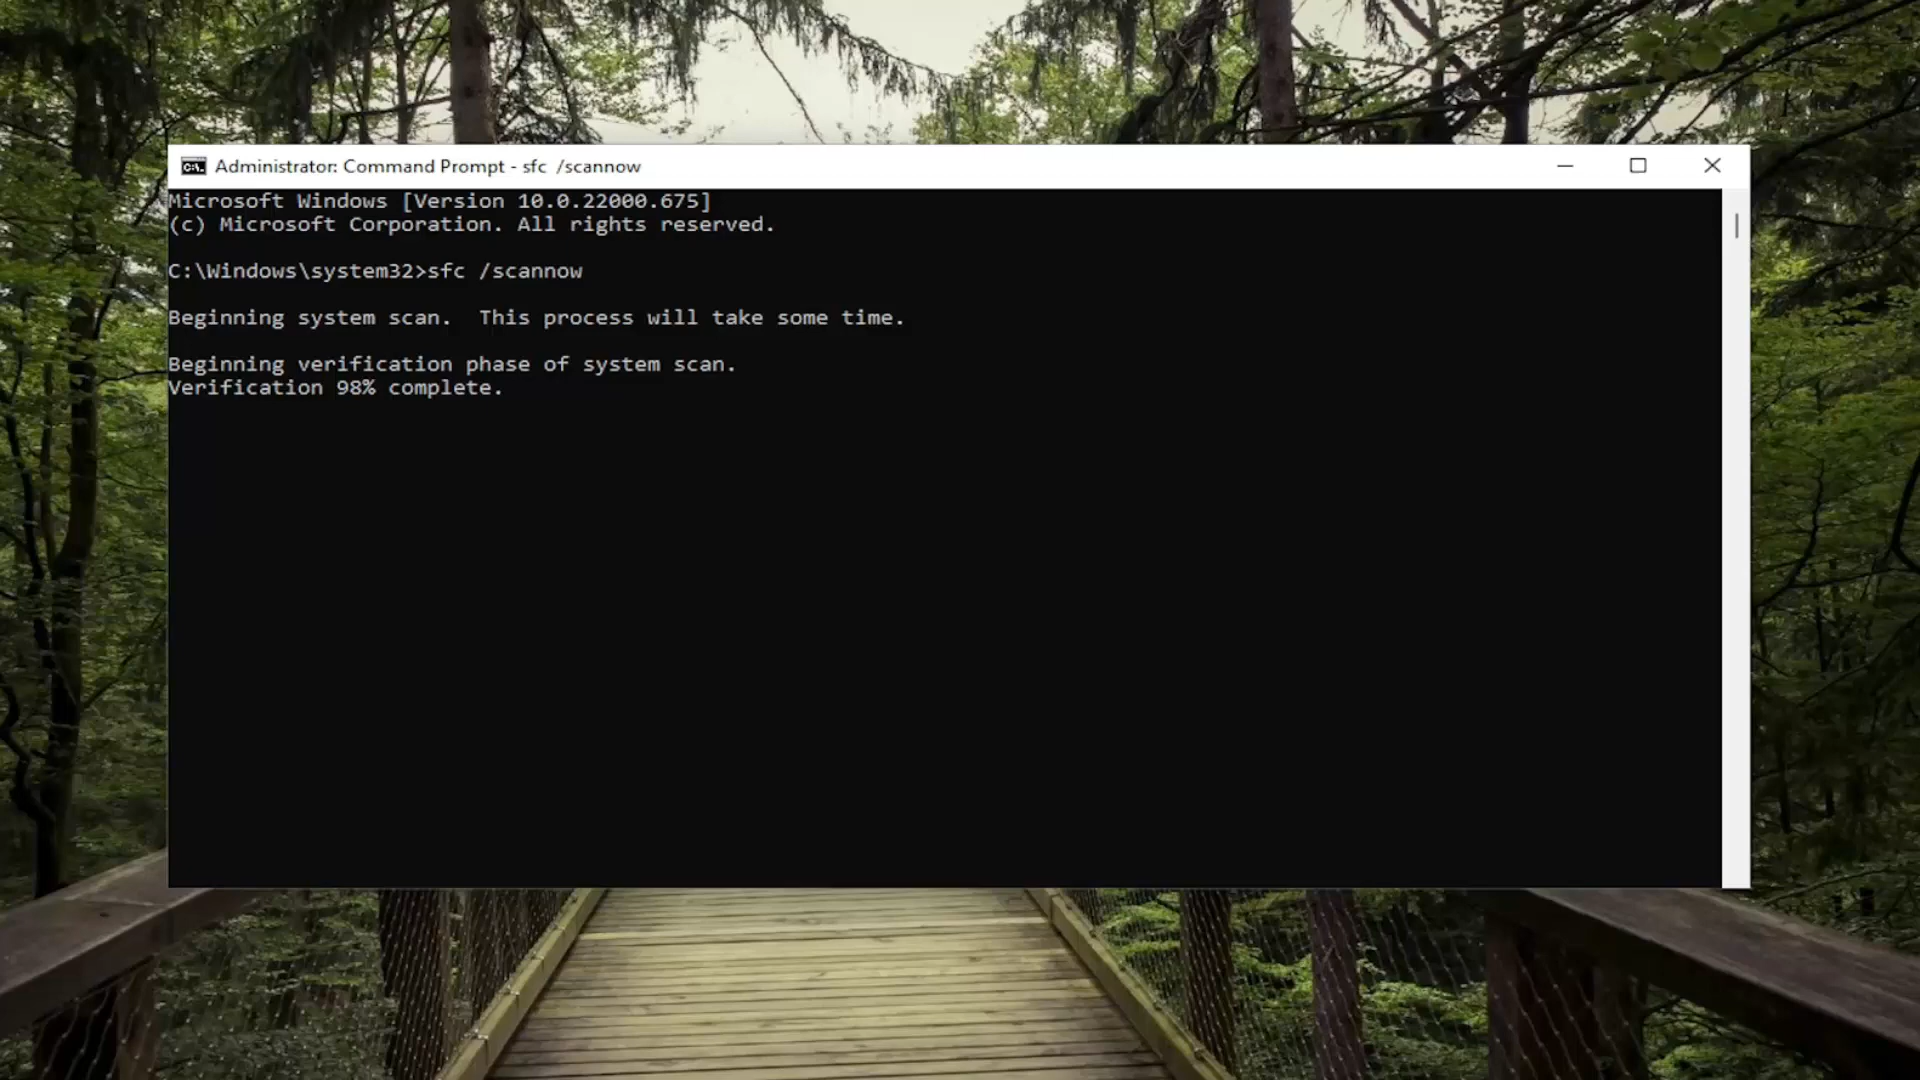 Administrator: Command Prompt - sfc  /scannow
Microsoft Windows [Version 10.0.22000.675]
(c) Microsoft Corporation. All rights reserved.
C:\Windows\system32>sfc /scannow
Beginning system scan.  This process will take some time.
Beginning verification phase of system scan.
Verification 98% complete.